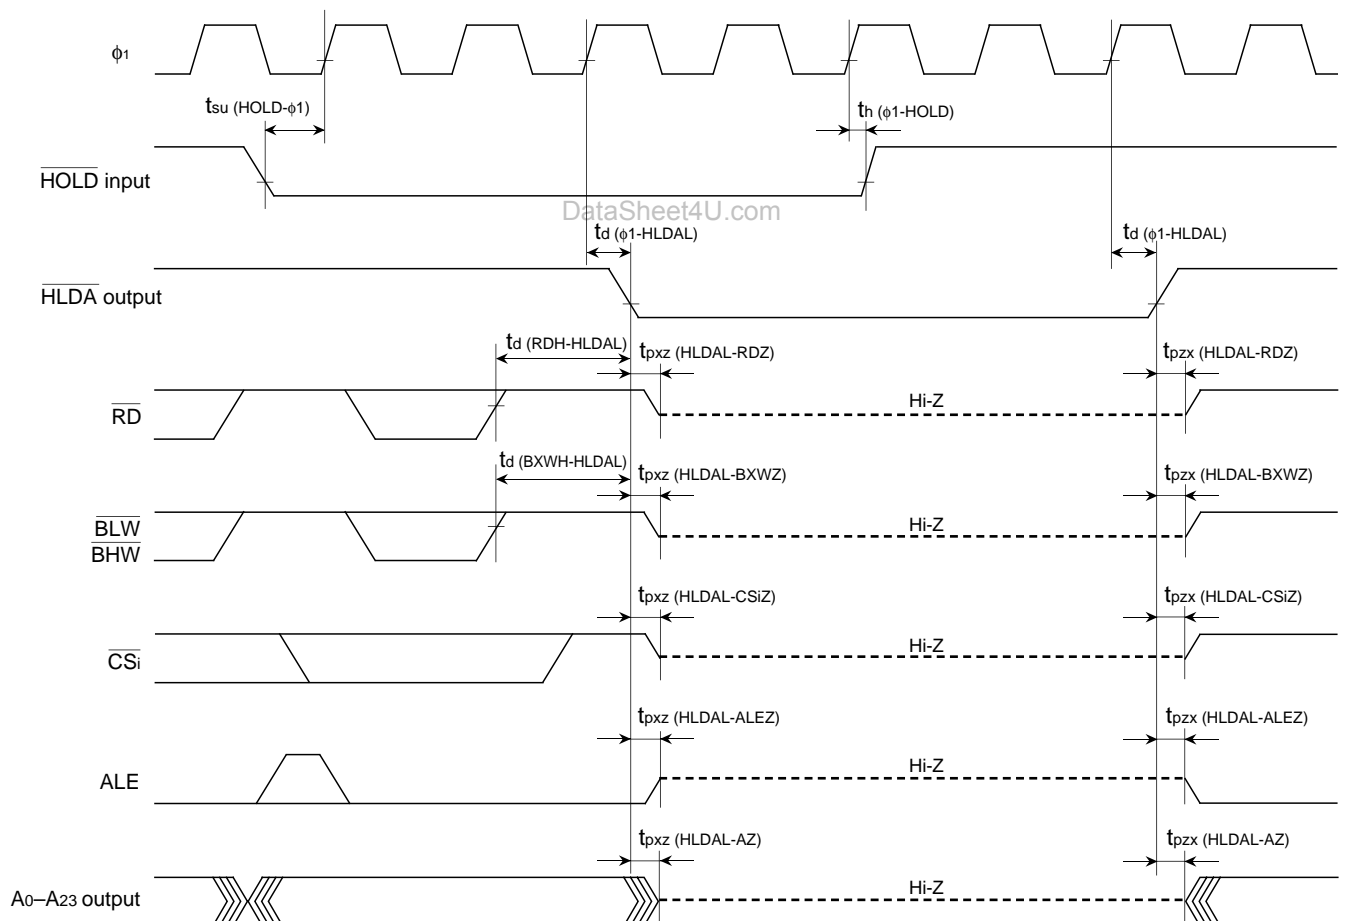 ϕ1
tsu (HOLD-ϕ1)
th (ϕ1-HOLD)
HOLD input
DataSheet4U.com
td (ϕ1-HLDAL)
td (ϕ1-HLDAL)
HLDA output
td (RDH-HLDAL)
tpxz (HLDAL-RDZ)
tpzx (HLDAL-RDZ)
RD
Hi-Z
td (BXWH-HLDAL)
tpxz (HLDAL-BXWZ)
tpzx (HLDAL-BXWZ)
BLW
BHW
Hi-Z
tpxz (HLDAL-CSiZ)
tpzx (HLDAL-CSiZ)
CSi
Hi-Z
tpxz (HLDAL-ALEZ)
tpzx (HLDAL-ALEZ)
ALE
Hi-Z
tpxz (HLDAL-AZ)
tpzx (HLDAL-AZ)
A0–A23 output
Hi-Z